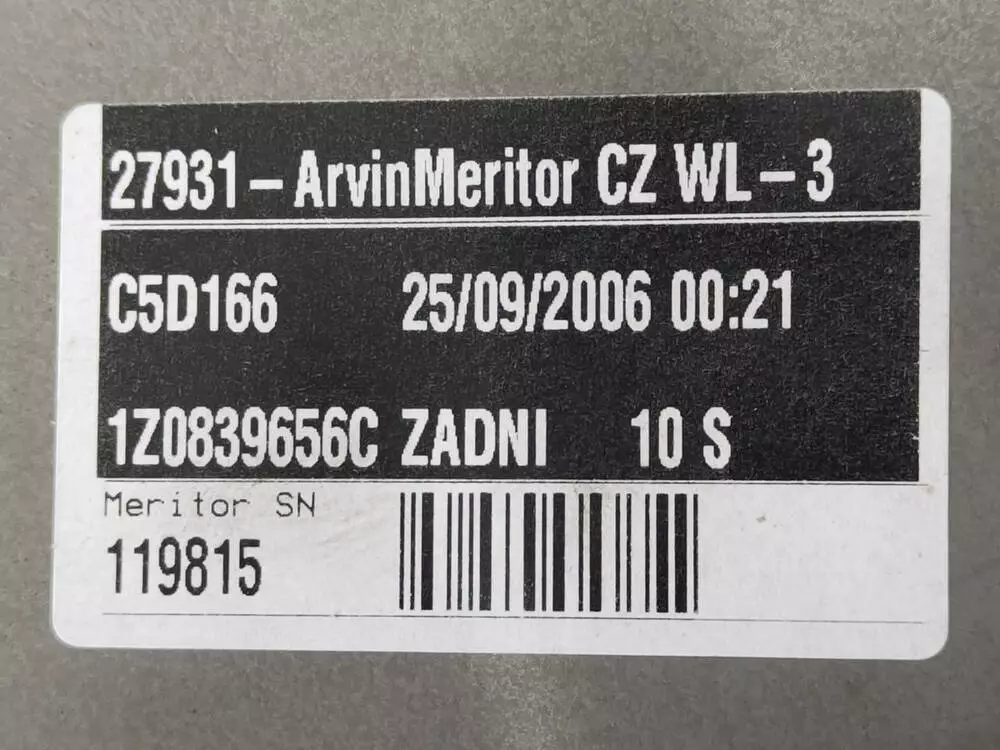 27931 – ArvinMeritor CZ WL – 3
C5D166 25/09/2006 00:21
1Z0839656C ZADNI 10 S
Meritor SN
119815